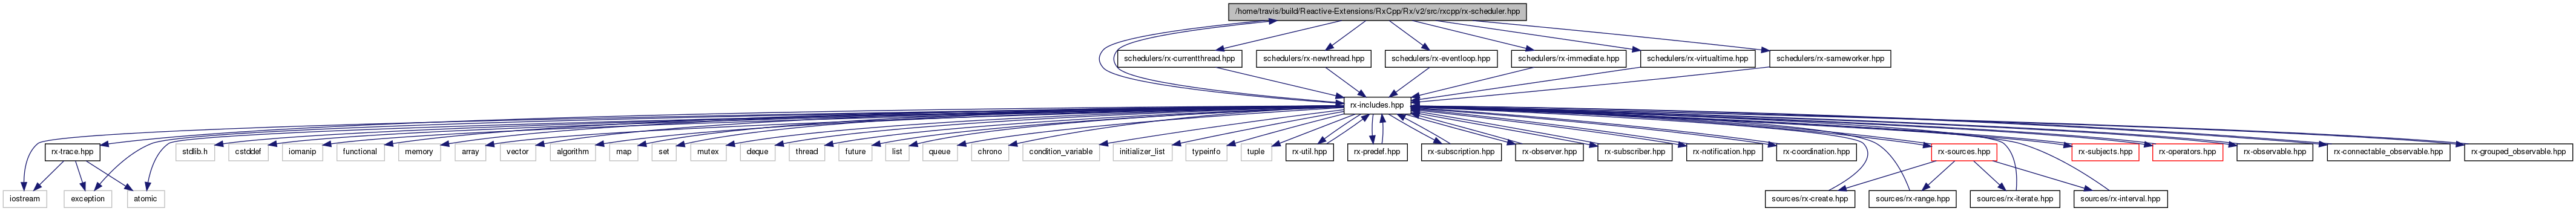 /home/travis/build/Reactive-Extensions/RxCpp/Rx/v2/src/rxcpp/rx-scheduler.hpp
schedulers/rx-currentthread.hpp
schedulers/rx-newthread.hpp
schedulers/rx-eventloop.hpp
schedulers/rx-immediate.hpp
schedulers/rx-virtualtime.hpp
schedulers/rx-sameworker.hpp
rx-includes.hpp
rx-trace.hpp
stdlib.h
cstddef
iomanip
functional
memory
array
vector
algorithm
map
set
mutex
deque
thread
future
list
queue
chrono
condition_variable
initializer_list
typeinfo
tuple
rx-util.hpp
rx-predef.hpp
rx-subscription.hpp
rx-observer.hpp
rx-subscriber.hpp
rx-notification.hpp
rx-coordination.hpp
rx-sources.hpp
rx-subjects.hpp
rx-operators.hpp
rx-observable.hpp
rx-connectable_observable.hpp
rx-grouped_observable.hpp
iostream
exception
atomic
sources/rx-create.hpp
sources/rx-range.hpp
sources/rx-iterate.hpp
sources/rx-interval.hpp